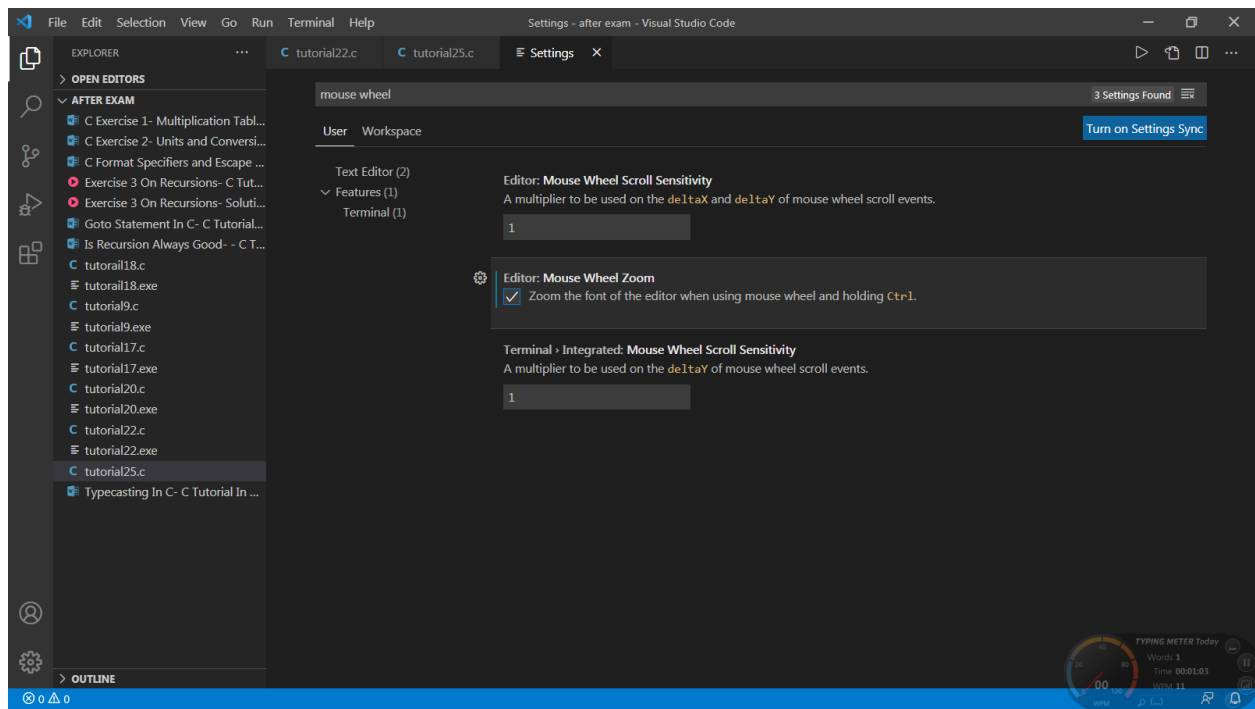 File Edit Selection View Go Run Terminal Help
Settings - after exam - Visual Studio Code
EXPLORER
tutorial22.c
tutorial25.c
Settings
OPEN EDITORS
AFTER EXAM
C Exercise 1- Multiplication Tabl...
C Exercise 2- Units and Conversi...
C Format Specifiers and Escape ...
Exercise 3 On Recursions- C Tut...
Exercise 3 On Recursions- Soluti...
Goto Statement In C- C Tutorial...
Is Recursion Always Good- - C T...
tutorail18.c
tutorail18.exe
tutorial9.c
tutorial9.exe
tutorial17.c
tutorial17.exe
tutorial20.c
tutorial20.exe
tutorial22.c
tutorial22.exe
tutorial25.c
Typecasting In C- C Tutorial In ...
OUTLINE
mouse wheel
3 Settings Found
User Workspace
Turn on Settings Sync
Text Editor (2)
Features (1)
Terminal (1)
Editor: Mouse Wheel Scroll Sensitivity
A multiplier to be used on the deltaX and deltaY of mouse wheel scroll events.
1
Editor: Mouse Wheel Zoom
Zoom the font of the editor when using mouse wheel and holding Ctrl.
Terminal › Integrated: Mouse Wheel Scroll Sensitivity
A multiplier to be used on the deltaY of mouse wheel scroll events.
1
TYPING METER Today
Words 1
Time 00:01:03
WPM 11
00
WPM
0 0